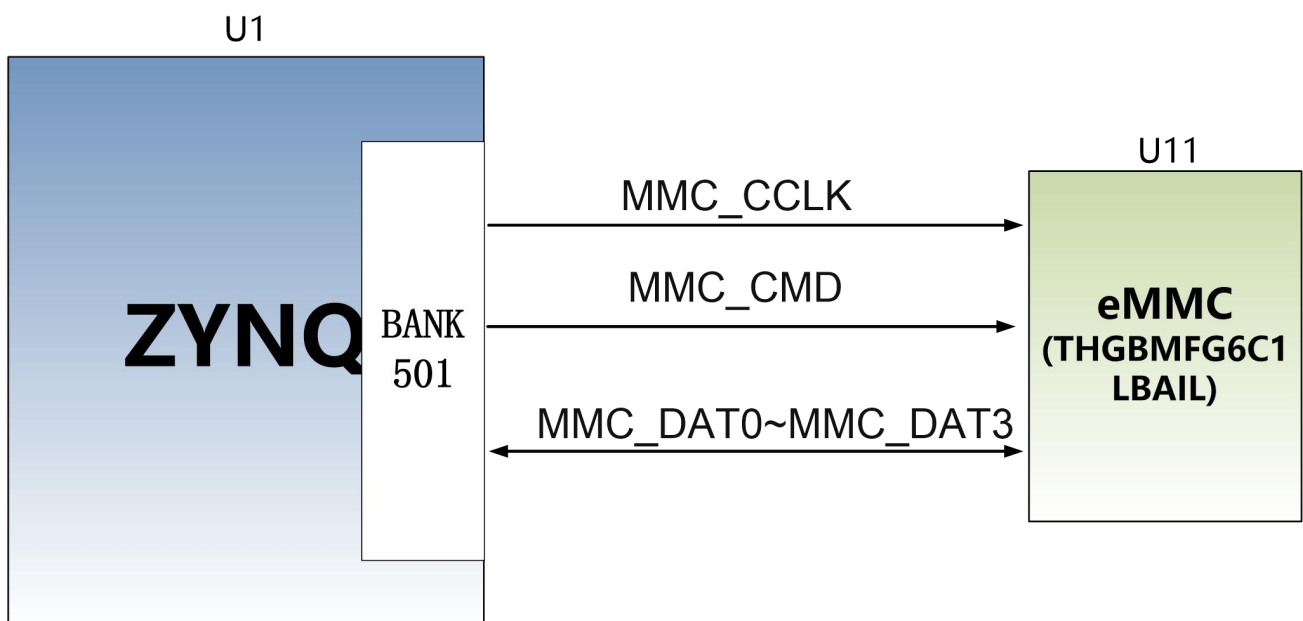 U1
U11
MMC_CCLK
MMC_CMD
ZYNQ
BANK
501
eMMC
(THGBMFG6C1
LBAIL)
MMC_DAT0~MMC_DAT3